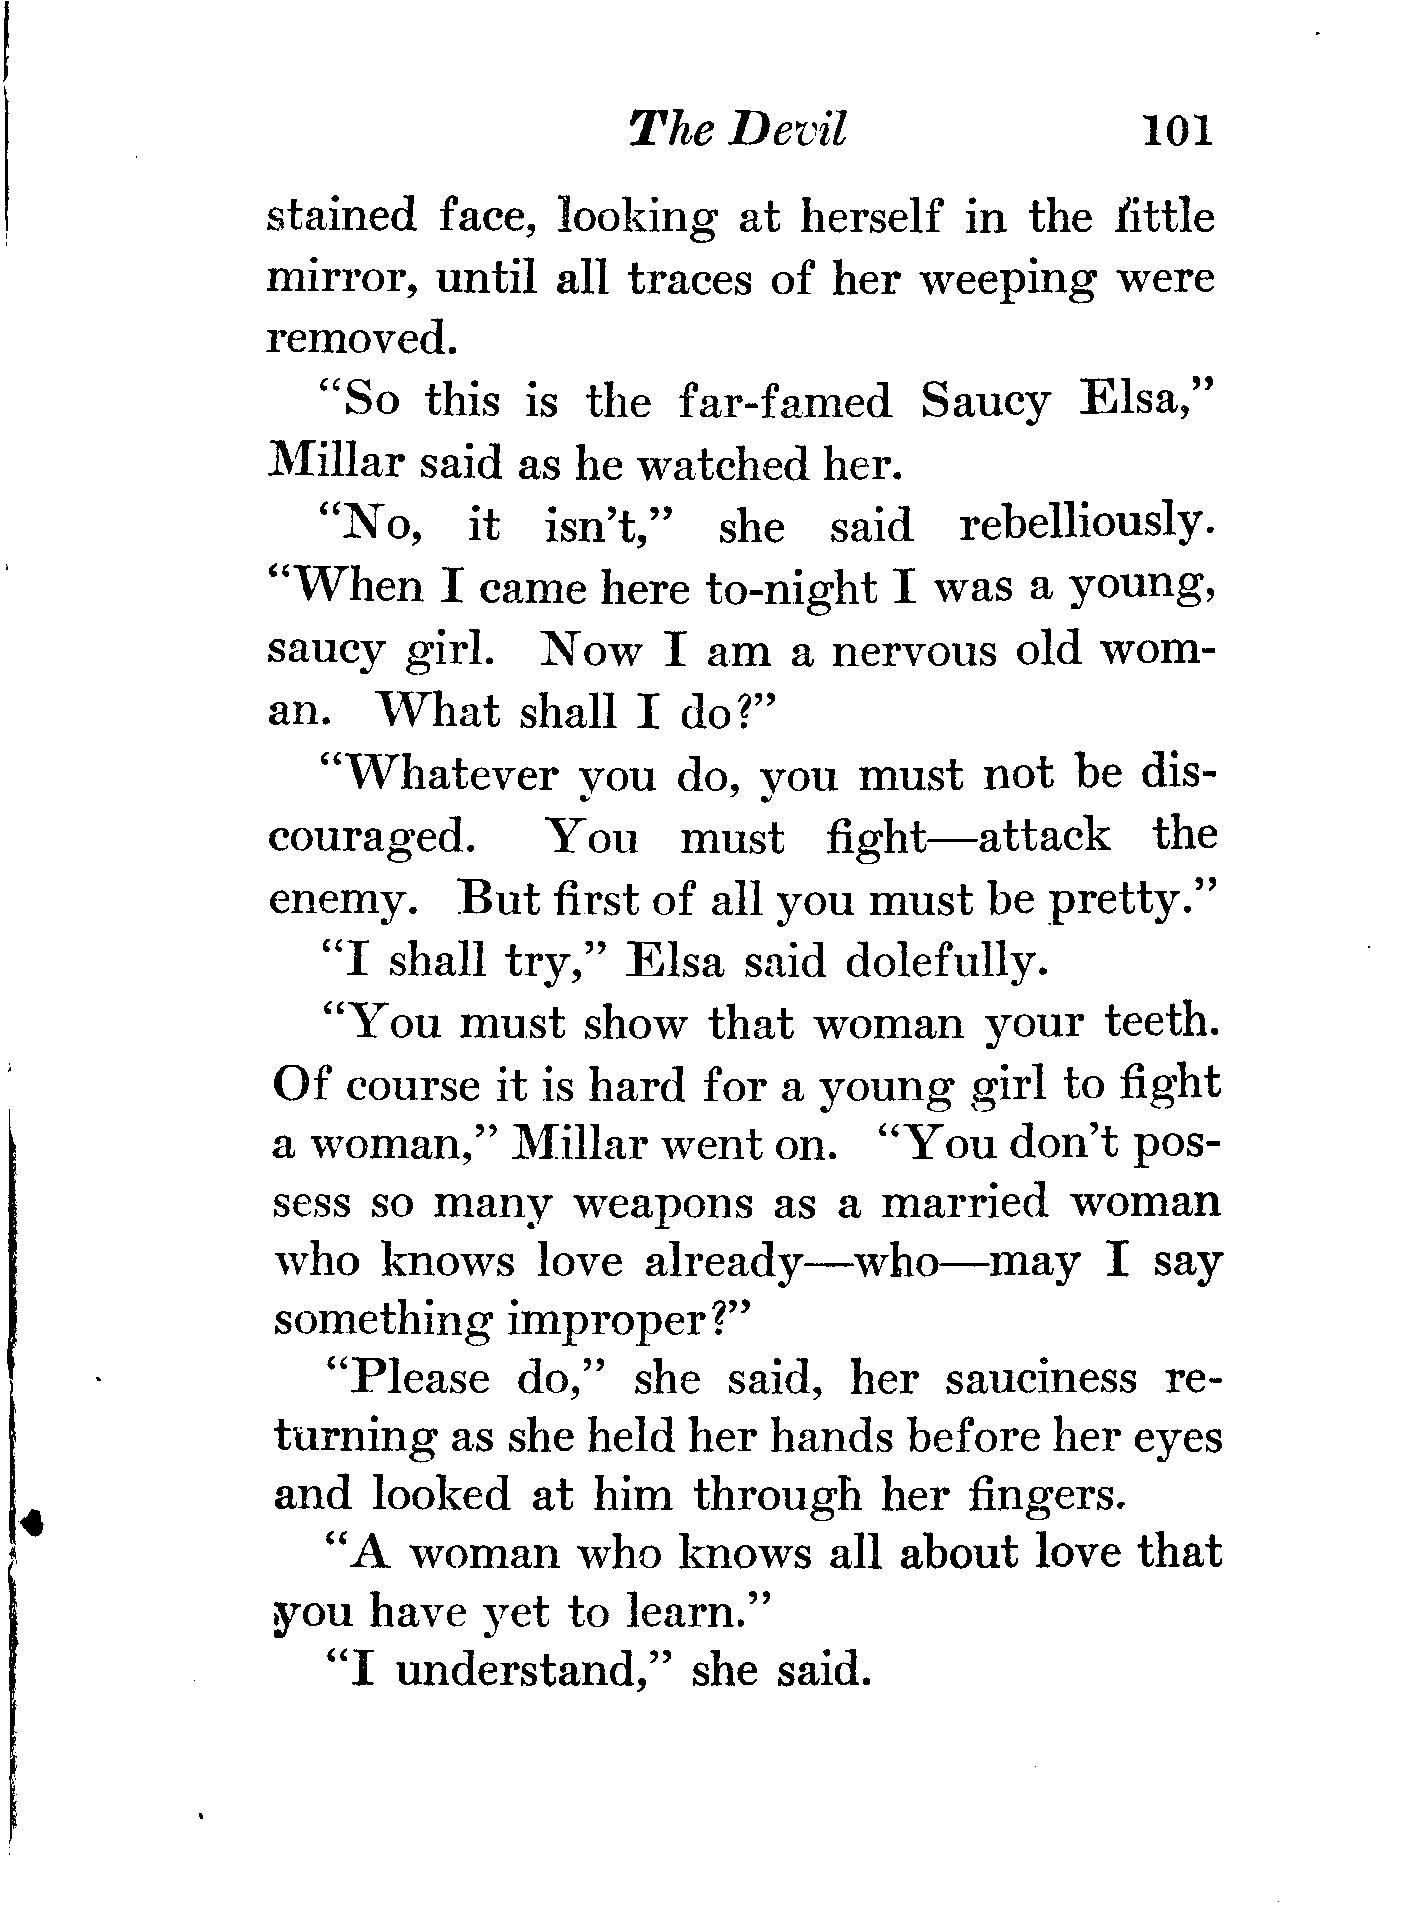 The Devil 101
stained face, looking at herself in the little
mirror, until all traces of her weeping were
removed.
“So this is the far-famed Saucy Elsa,”
Millar said as he watched her.
“No, it isn’t,” she said rebelliously.
“When I came here to-night I was a young,
saucy girl. Now I am a nervous old wom-
an. What shall I do?”
“Whatever you do, you must not be dis-
couraged. You must fight—attack the
enemy. But first of all you must be pretty.”
“I shall try,” Elsa said dolefully.
“You must show that woman your teeth.
Of course it is hard for a young girl to fight
a woman,” Millar went on. “You don’t pos-
sess so many weapons as a married woman
who knows love already—who—may I say
something improper?”
“Please do,” she said, her sauciness re-
turning as she held her hands before her eyes
and looked at him through her fingers.
“A woman who knows all about love that
you have yet to learn.”
“I understand,” she said.